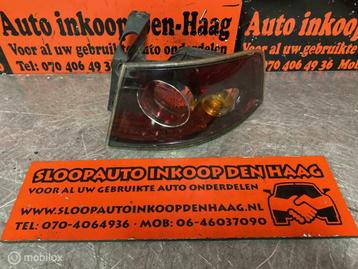 Auto inkoop-Den-Haag
Voor al uw gebruikte auto onderdelen
TEL: 070 406 49 36
Auto inkoo
Voor al uw gebruikte
070 406 49 36 Mob
SLOOPAUTO INKOOP DEN HAAG
VOOR AL UW GEBRUIKTE AUTO ONDERDELEN
WWW.SLOOPAUTOINKOOPDENHAAG.NL
TEL: 070-4064936 - MOB: 06-46037090
© mobilox